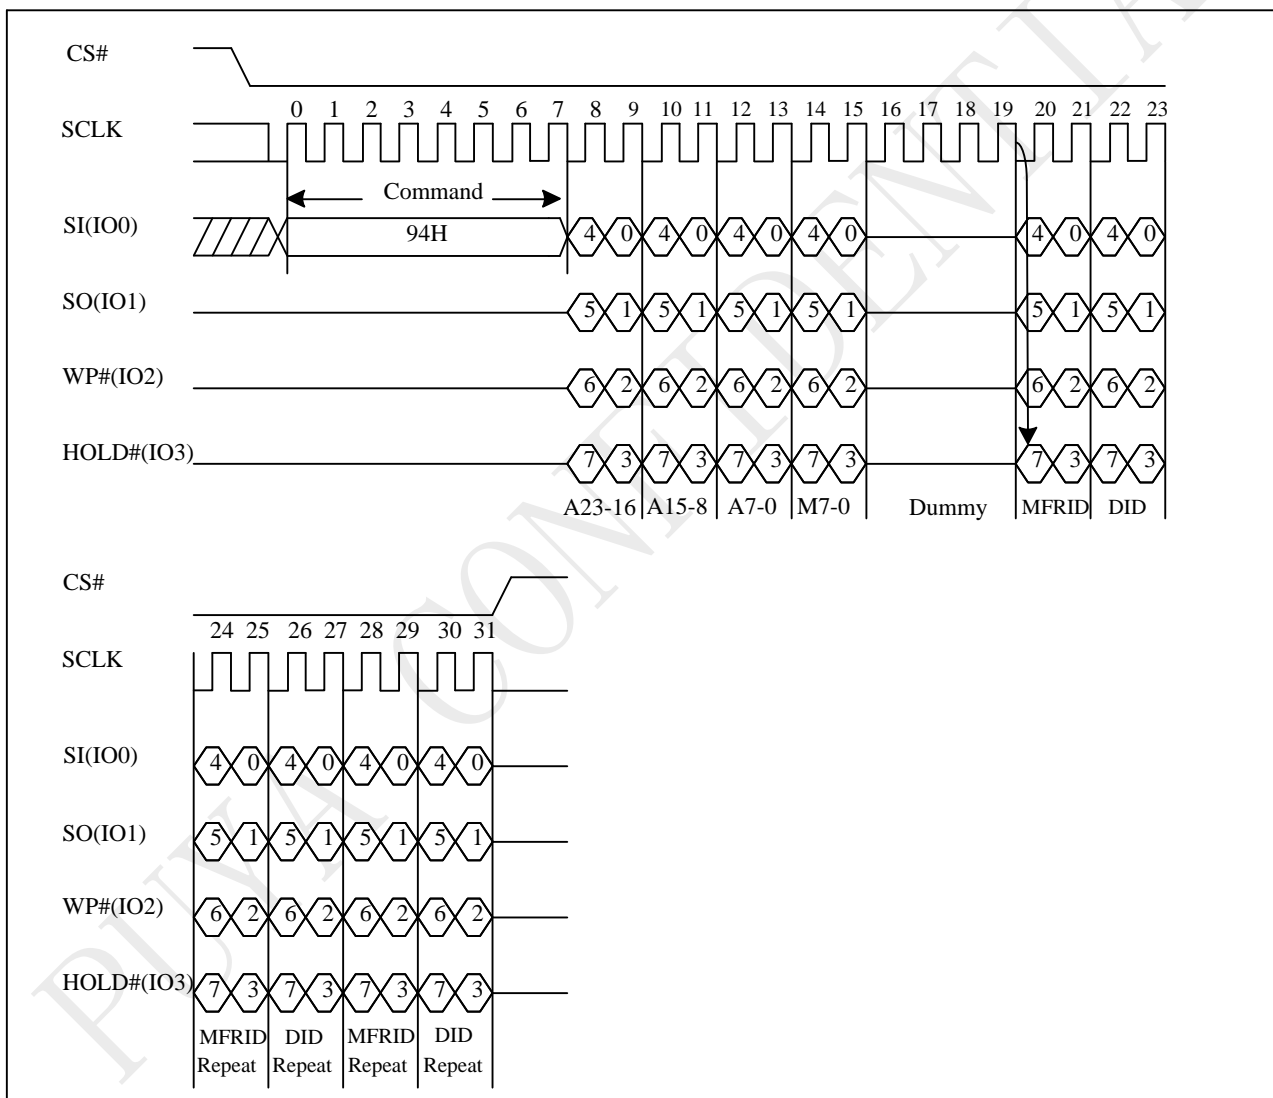 CS#
0 1 2 3 4 5 6 7 8 9 10 11 12 13 14 15 16 17 18 19 20 21 22 23
SCLK
Command
SI(IO0) 94H 4 0 4 0 4 0 4 0 4 0 4 0
SO(IO1) 5 1 5 1 5 1 5 1 5 1 5 1
WP#(IO2) 6 2 6 2 6 2 6 2 6 2 6 2
HOLD#(IO3) 7 3 7 3 7 3 7 3 7 3 7 3
A23-16 A15-8 A7-0 M7-0 Dummy MFRID DID
CS#
24 25 26 27 28 29 30 31
SCLK
SI(IO0) 4 0 4 0 4 0 4 0
SO(IO1) 5 1 5 1 5 1 5 1
WP#(IO2) 6 2 6 2 6 2 6 2
HOLD#(IO3) 7 3 7 3 7 3 7 3
MFRID DID MFRID DID
Repeat Repeat Repeat Repeat
PUYA CONFIDENTIA